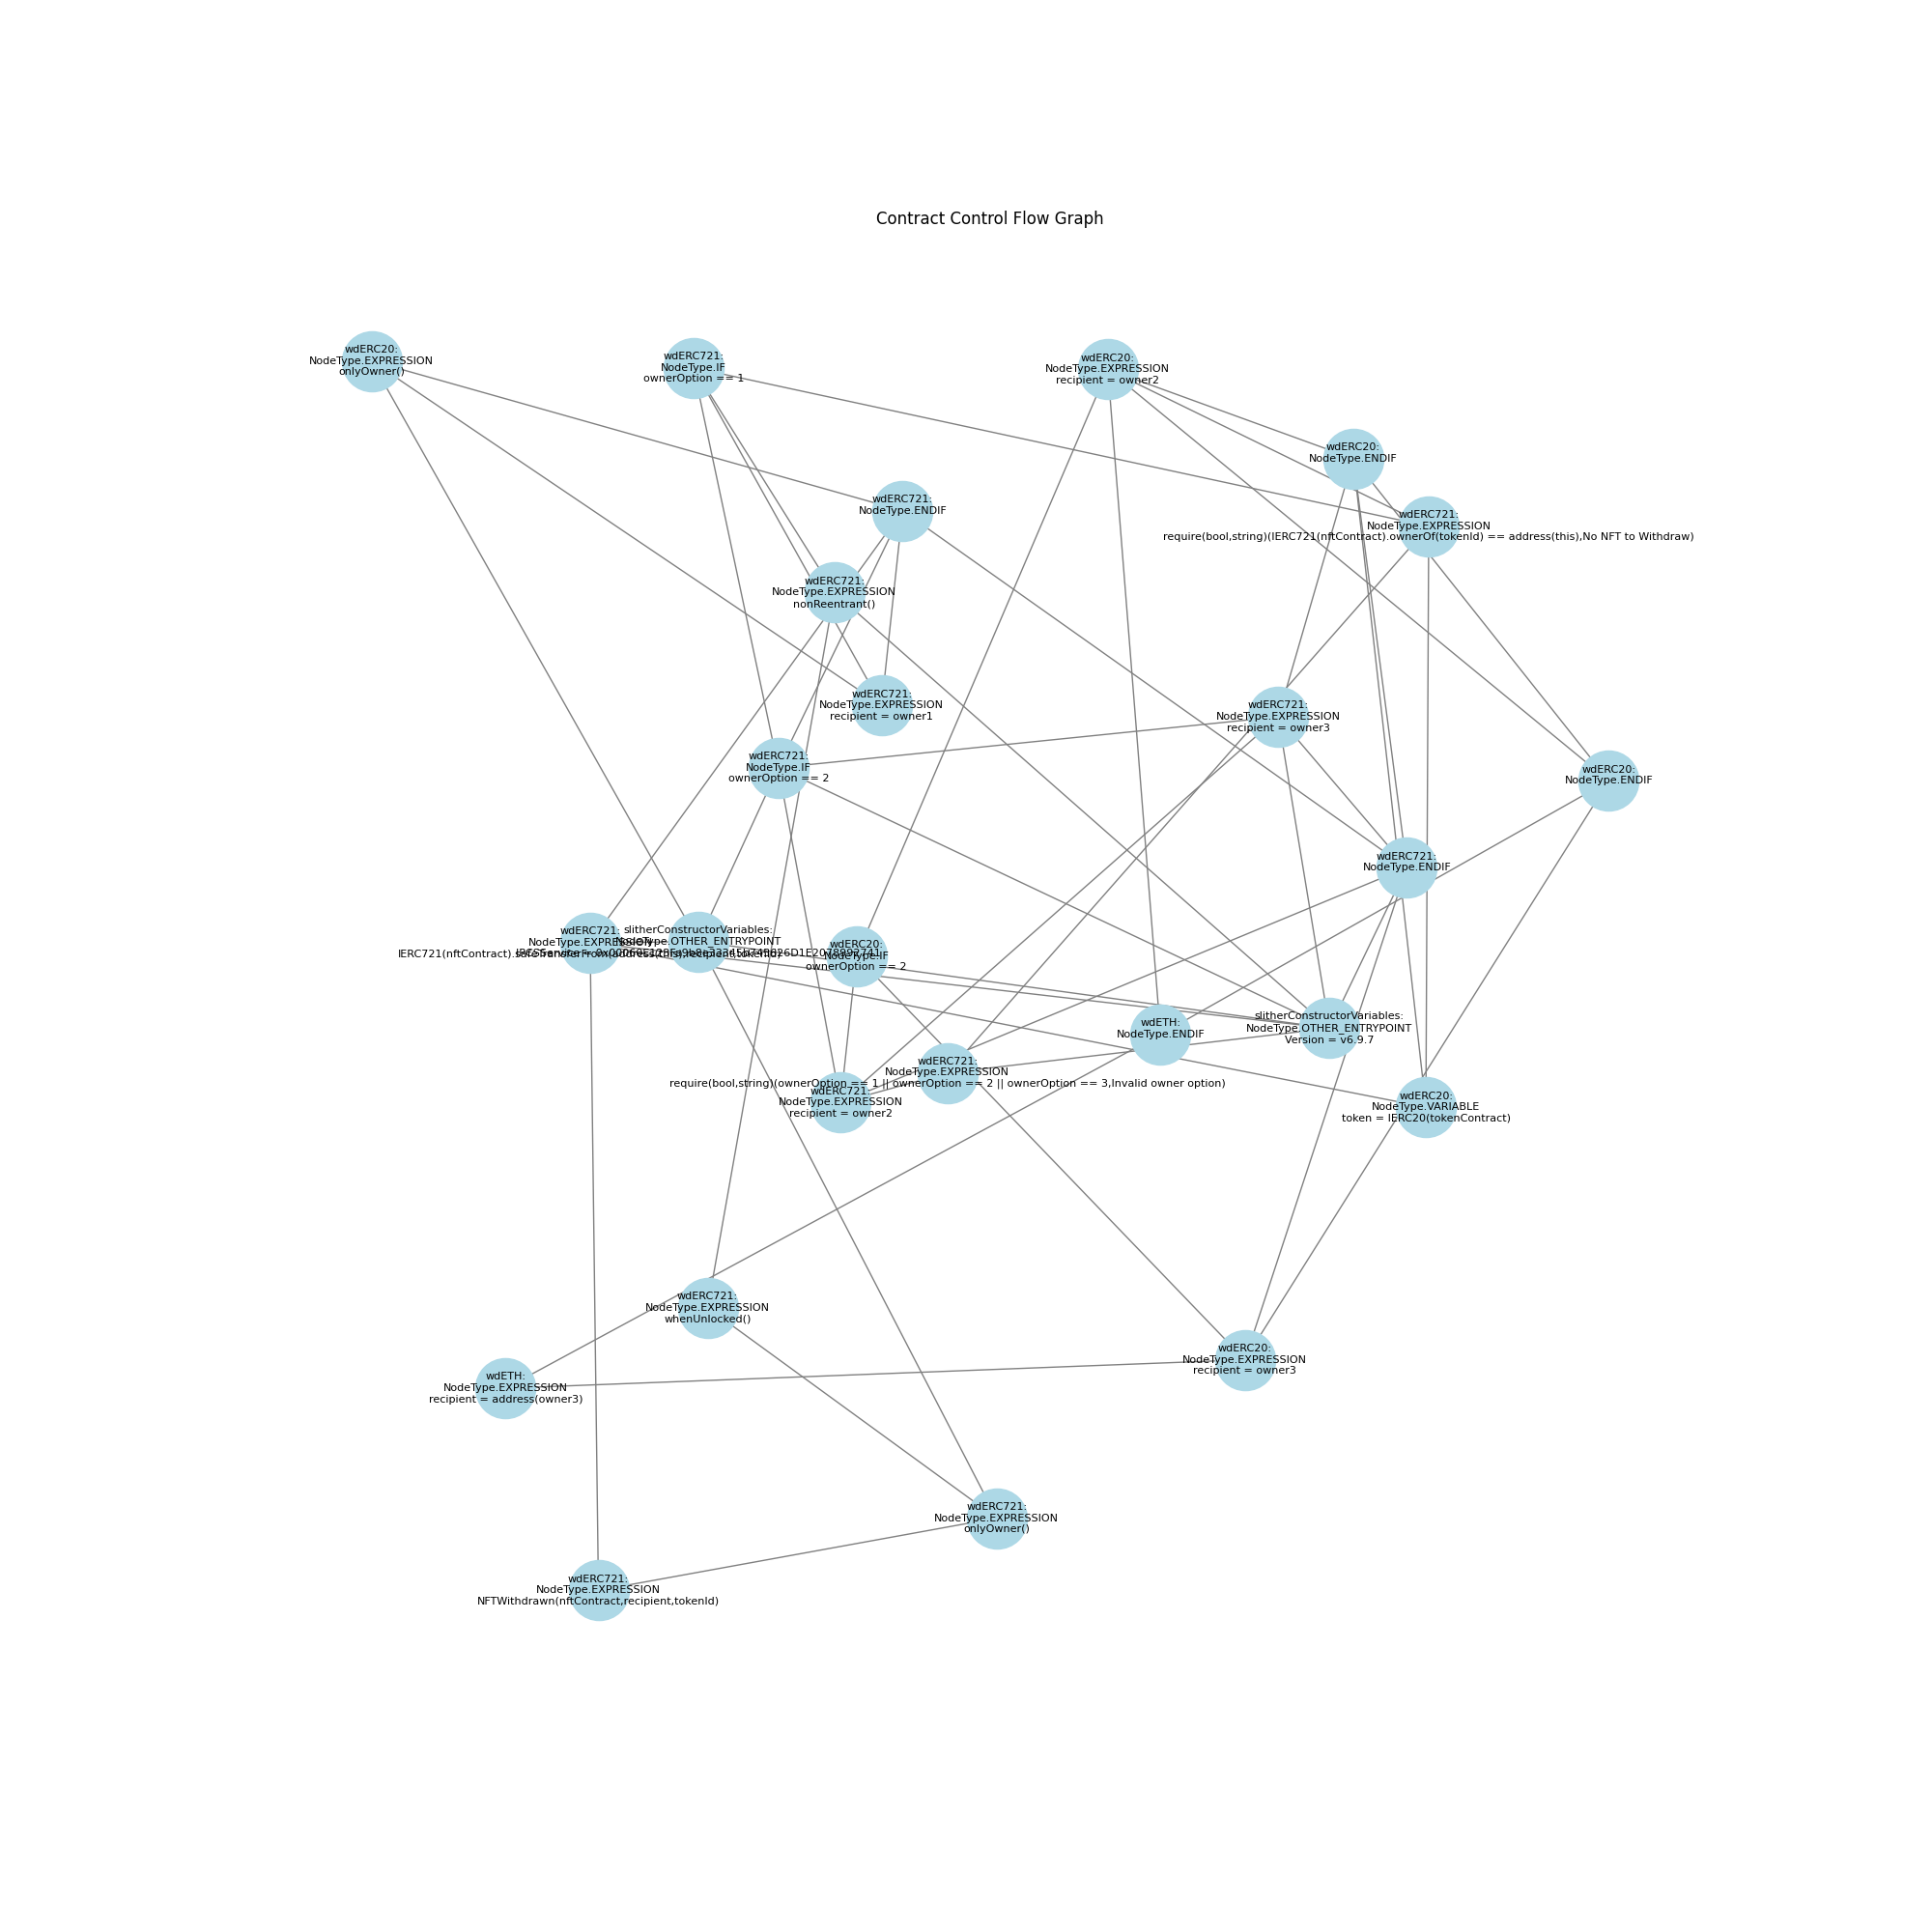 Contract Control Flow Graph
wdERC20:
NodeType.EXPRESSION
onlyOwner()
wdERC721:
NodeType.IF
ownerOption == 1
wdERC20:
NodeType.EXPRESSION
recipient = owner2
wdERC20:
NodeType.ENDIF
wdERC721:
NodeType.ENDIF
wdERC721:
NodeType.EXPRESSION
require(bool,string)(IERC721(nftContract).ownerOf(tokenId) == address(this),No NFT to Withdraw)
wdERC721:
NodeType.EXPRESSION
nonReentrant()
wdERC721:
NodeType.EXPRESSION
recipient = owner1
wdERC721:
NodeType.EXPRESSION
recipient = owner3
wdERC721:
NodeType.IF
ownerOption == 2
wdERC20:
NodeType.ENDIF
wdERC721:
NodeType.ENDIF
wdERC721:
NodeType.EXPRESSION
IERC721(nftContract).
slitherConstructorVariables:
NodeType.OTHER_ENTRYPOINT
wdERC20:
NodeType.IF
ownerOption == 2
wdETH:
NodeType.ENDIF
slitherConstructorVariables:
NodeType.OTHER_ENTRYPOINT
Version = v6.9.7
wdERC721:
NodeType.EXPRESSION
require(bool,string)(ownerOption == 1 || ownerOption == 2 || ownerOption == 3,Invalid owner option)
wdERC721:
NodeType.EXPRESSION
recipient = owner2
wdERC20:
NodeType.VARIABLE
token = IERC20(tokenContract)
wdERC721:
NodeType.EXPRESSION
whenUnlocked()
wdERC20:
NodeType.EXPRESSION
recipient = owner3
wdETH:
NodeType.EXPRESSION
recipient = address(owner3)
wdERC721:
NodeType.EXPRESSION
onlyOwner()
wdERC721:
NodeType.EXPRESSION
NFTWithdrawn(nftContract,recipient,tokenId)